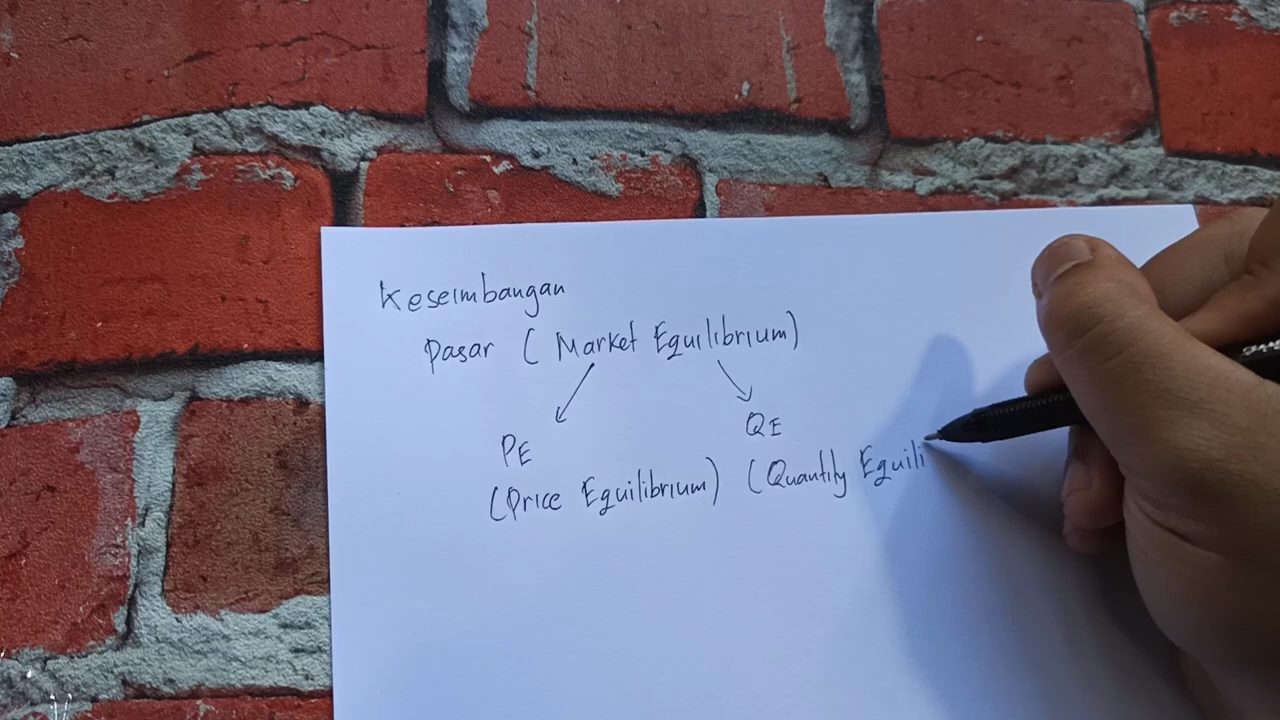 Keseimbangan
Pasar (Market Equilibrium)
PE
QE
(Price Equilibrium)
(Quantity Equili